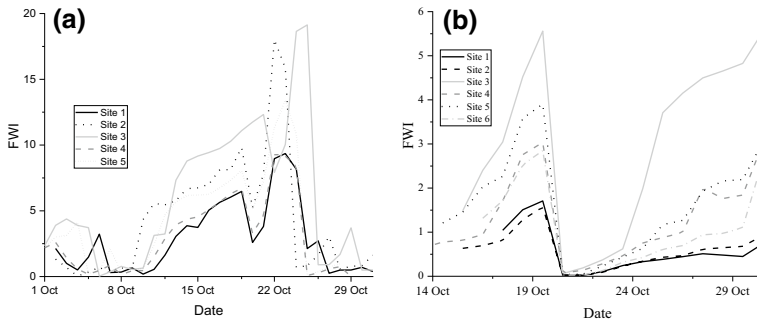 (a)
20
15
10
5
0
FWI
Site 1
Site 2
Site 3
Site 4
Site 5
1 Oct
8 Oct
15 Oct
22 Oct
29 Oct
Date
(b)
6
5
4
3
2
1
0
FWI
Site 1
Site 2
Site 3
Site 4
Site 5
Site 6
14 Oct
19 Oct
24 Oct
29 Oct
Date